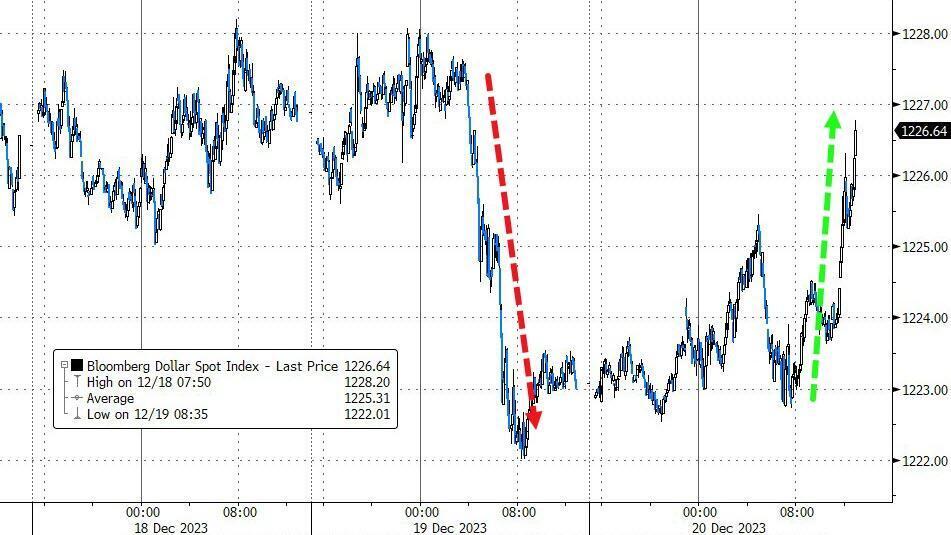 1228.00
1227.00
1226.64
1226.00
1225.00
1224.00
1223.00
1222.00
Bloomberg Dollar Spot Index - Last Price 1226.64
High on 12/18 07:50 1228.20
Average 1225.31
Low on 12/19 08:35 1222.01
00:00 08:00 00:00 08:00 00:00 08:00
18 Dec 2023 19 Dec 2023 20 Dec 2023